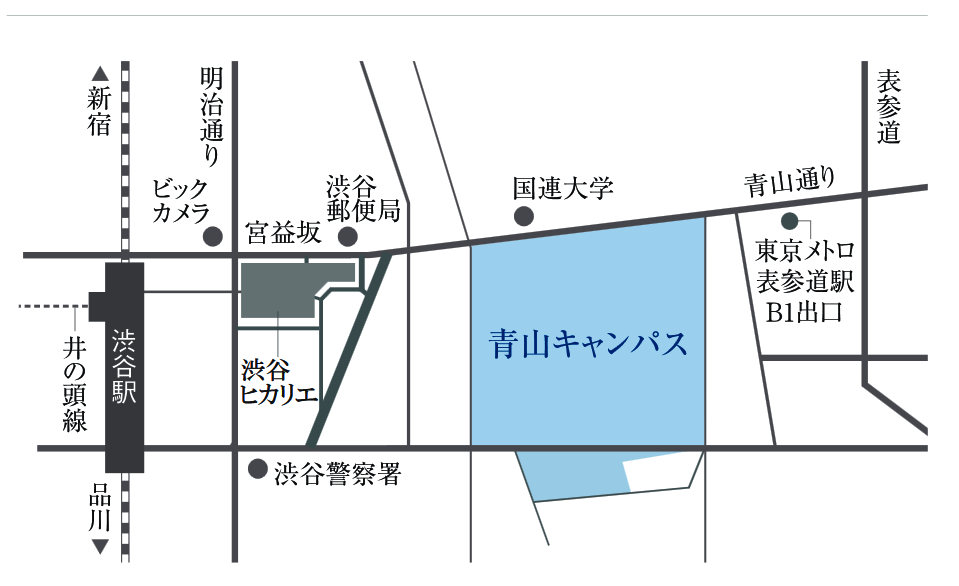 新宿
明治通り
表参道
ビック
カメラ
渋谷
郵便局
宮益坂
国連大学
青山通り
東京メトロ
表参道駅
B1出口
井の頭線
渋谷駅
渋谷
ヒカリエ
青山キャンパス
渋谷警察署
品川